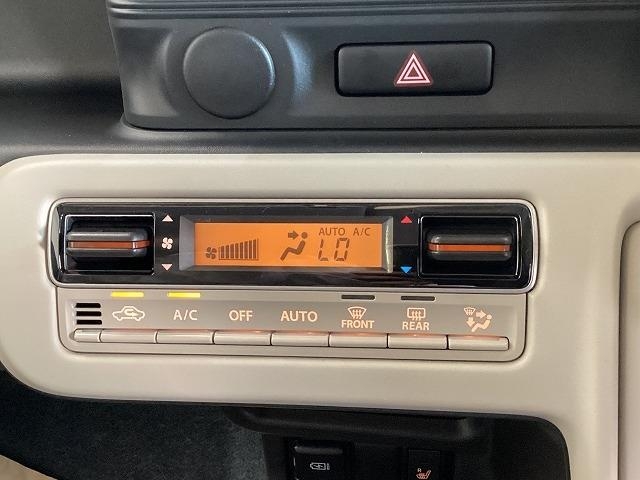 AUTO A/C
LO
A/C OFF AUTO FRONT REAR
R